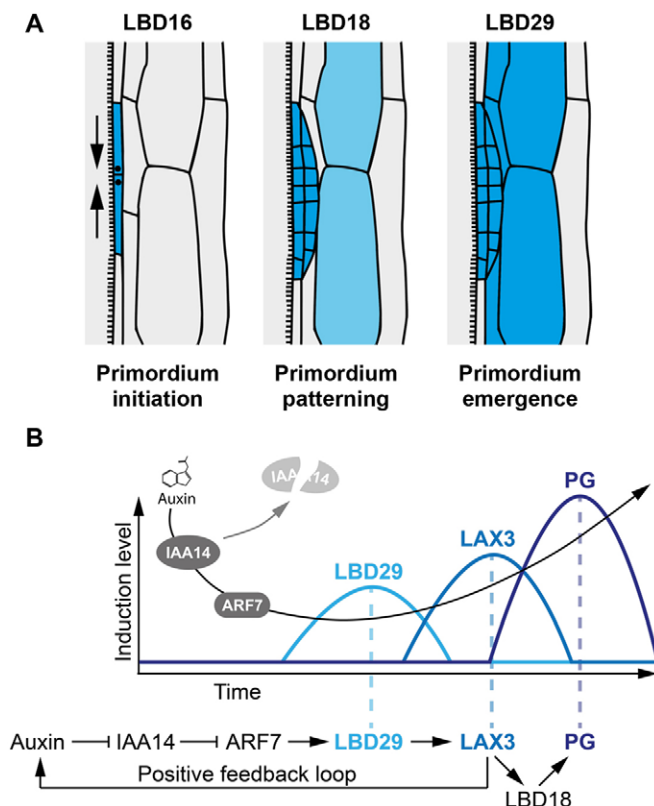 A
LBD16
LBD18
LBD29
Primordium
initiation
Primordium
patterning
Primordium
emergence
B
Induction level
Auxin
IAA14
IAA14
ARF7
LBD29
LAX3
PG
Time
Auxin
IAA14
ARF7
LBD29
LAX3
PG
Positive feedback loop
LBD18